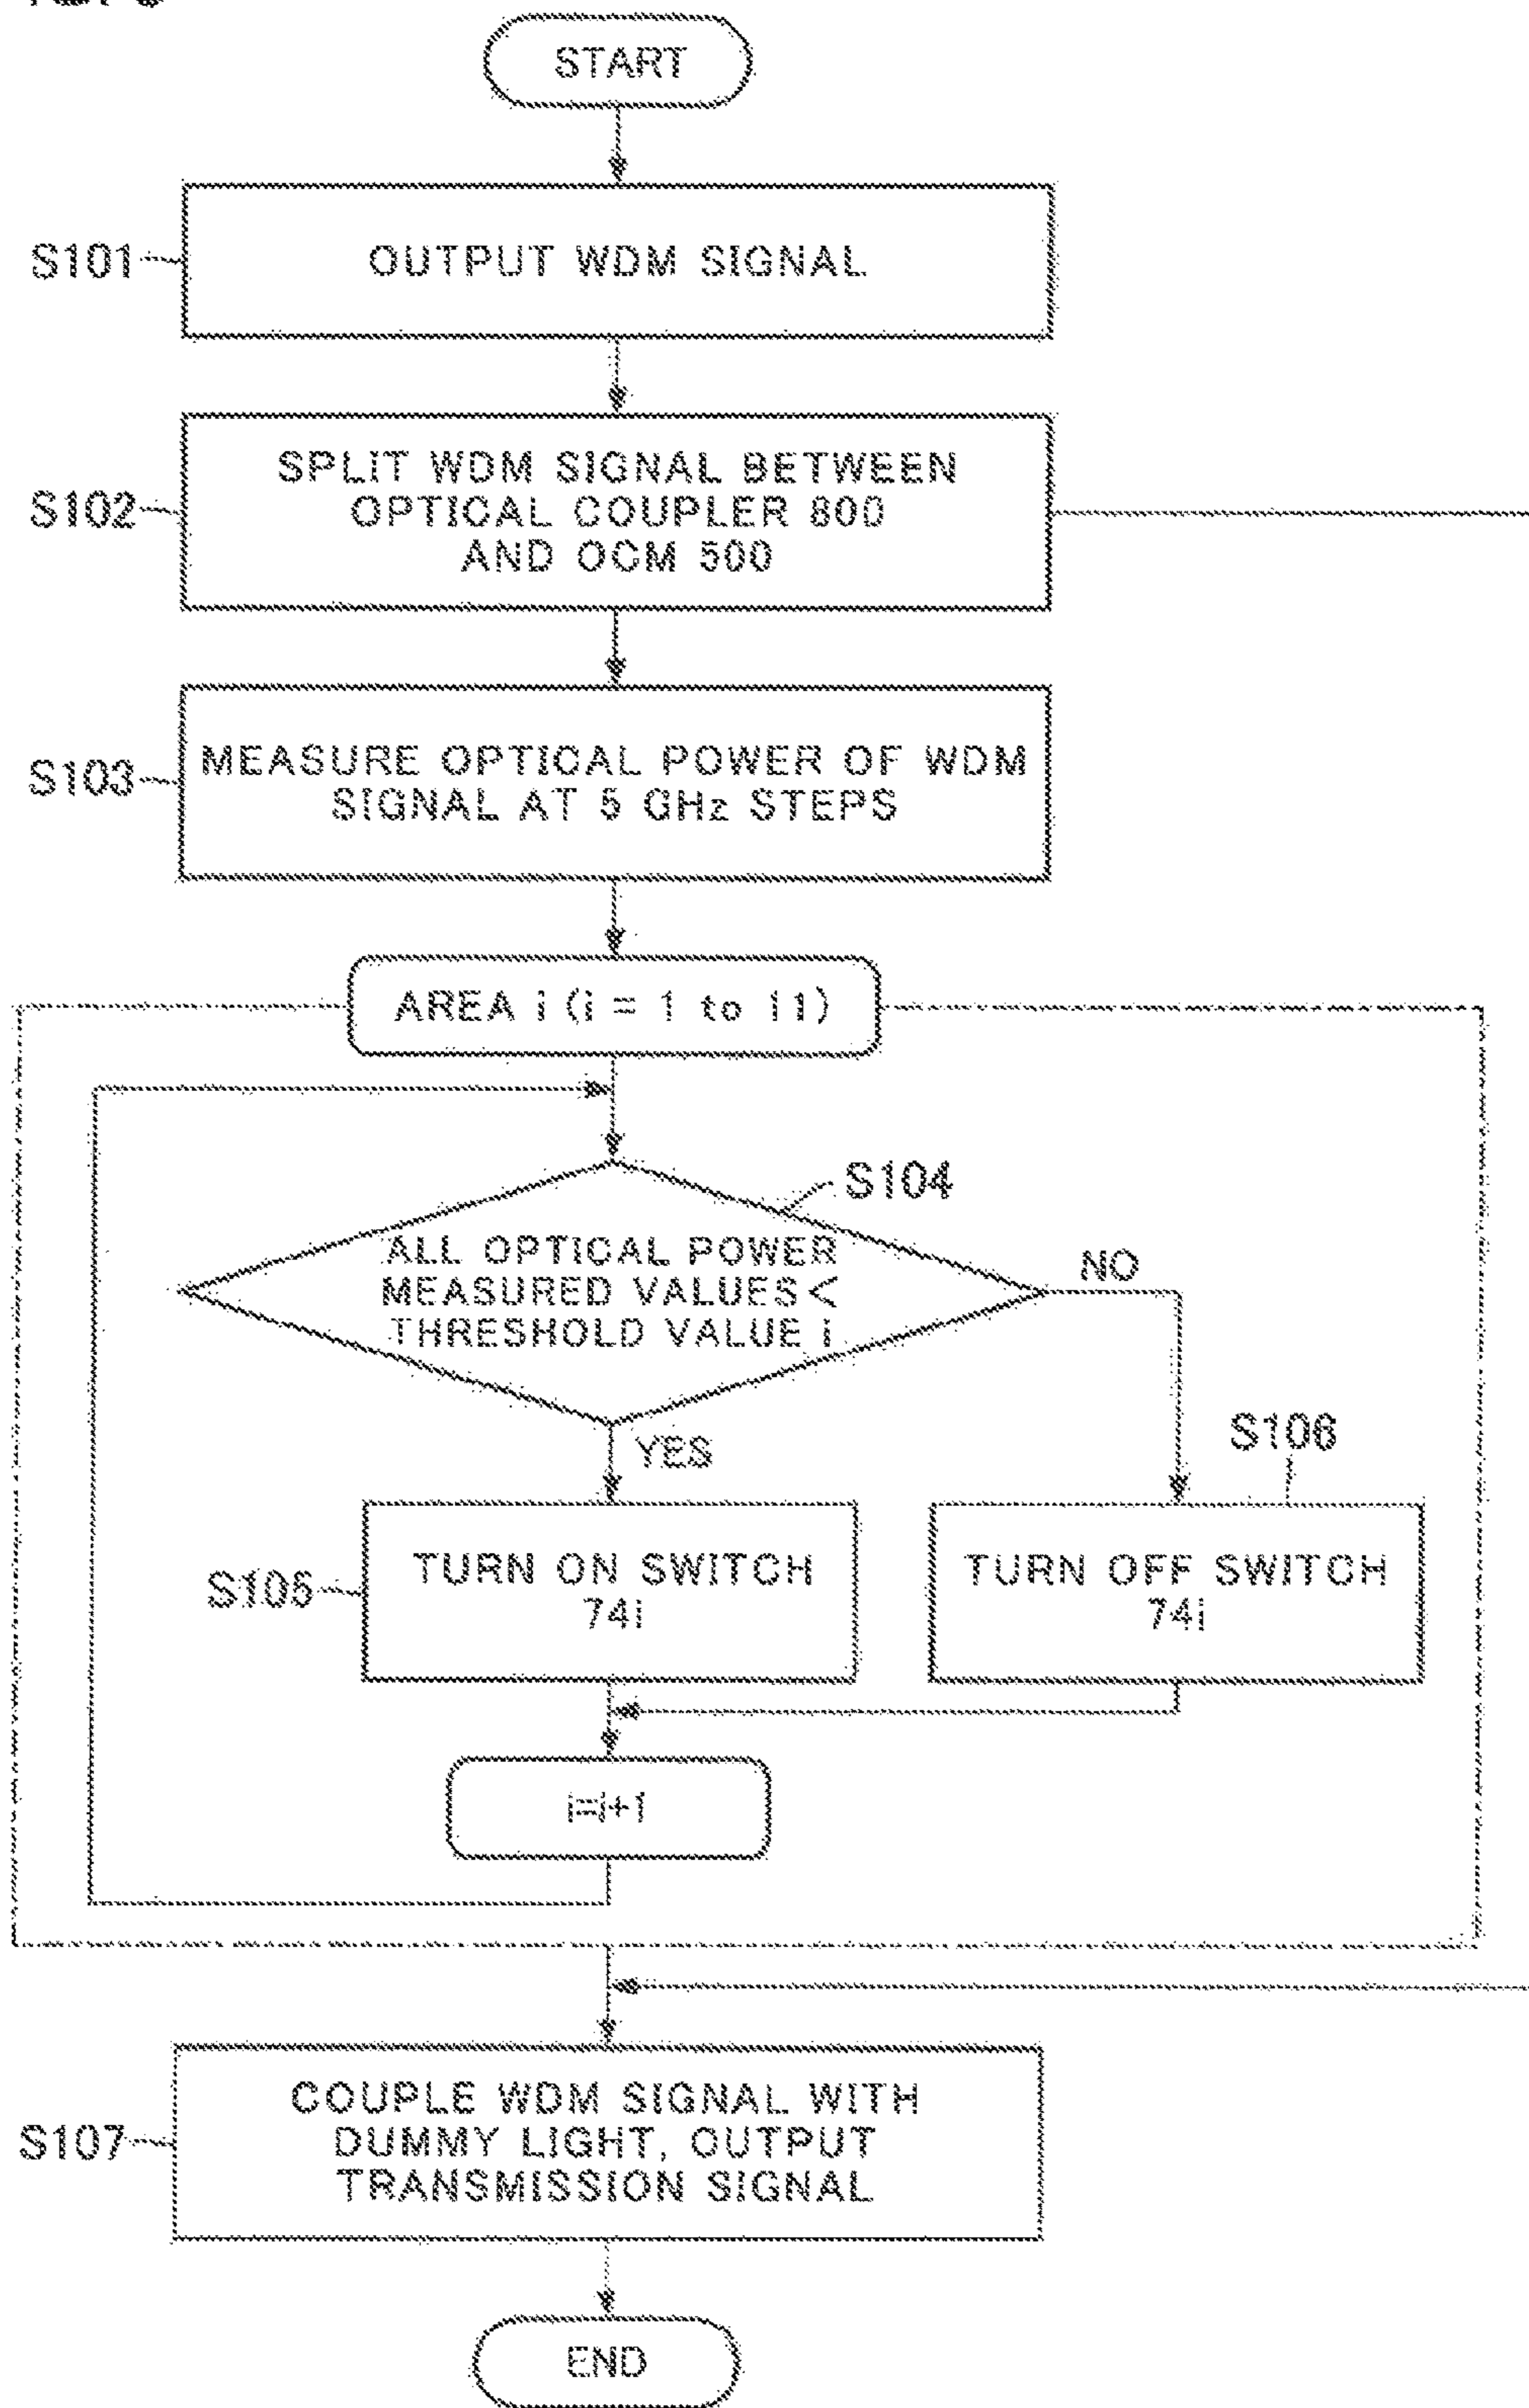 START
S101
OUTPUT WDM SIGNAL
S102
SPLIT WDM SIGNAL BETWEEN
OPTICAL COUPLER 800
AND OCM 500
S103
MEASURE OPTICAL POWER OF WDM
SIGNAL AT 5 GHz STEPS
AREA i (i = 1 to 11)
S104
ALL OPTICAL POWER
MEASURED VALUES <
THRESHOLD VALUE i
NO
YES
S106
S105
TURN ON SWITCH
74i
TURN OFF SWITCH
74i
i=i+1
S107
COUPLE WDM SIGNAL WITH
DUMMY LIGHT, OUTPUT
TRANSMISSION SIGNAL
END